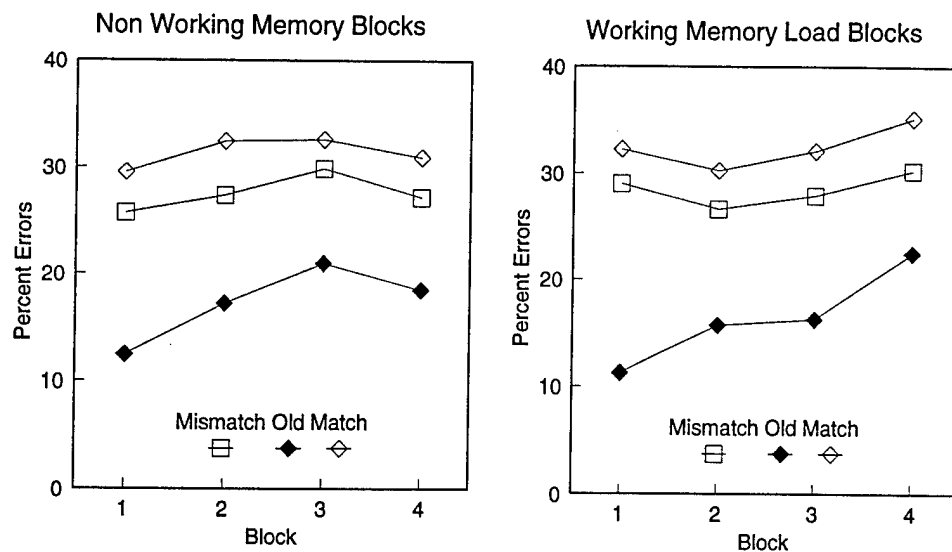 Non Working Memory Blocks
40
30
20
10
0
Percent Errors
Mismatch Old Match
1 2 3 4
Block
Working Memory Load Blocks
40
30
20
10
0
Percent Errors
Mismatch Old Match
1 2 3 4
Block